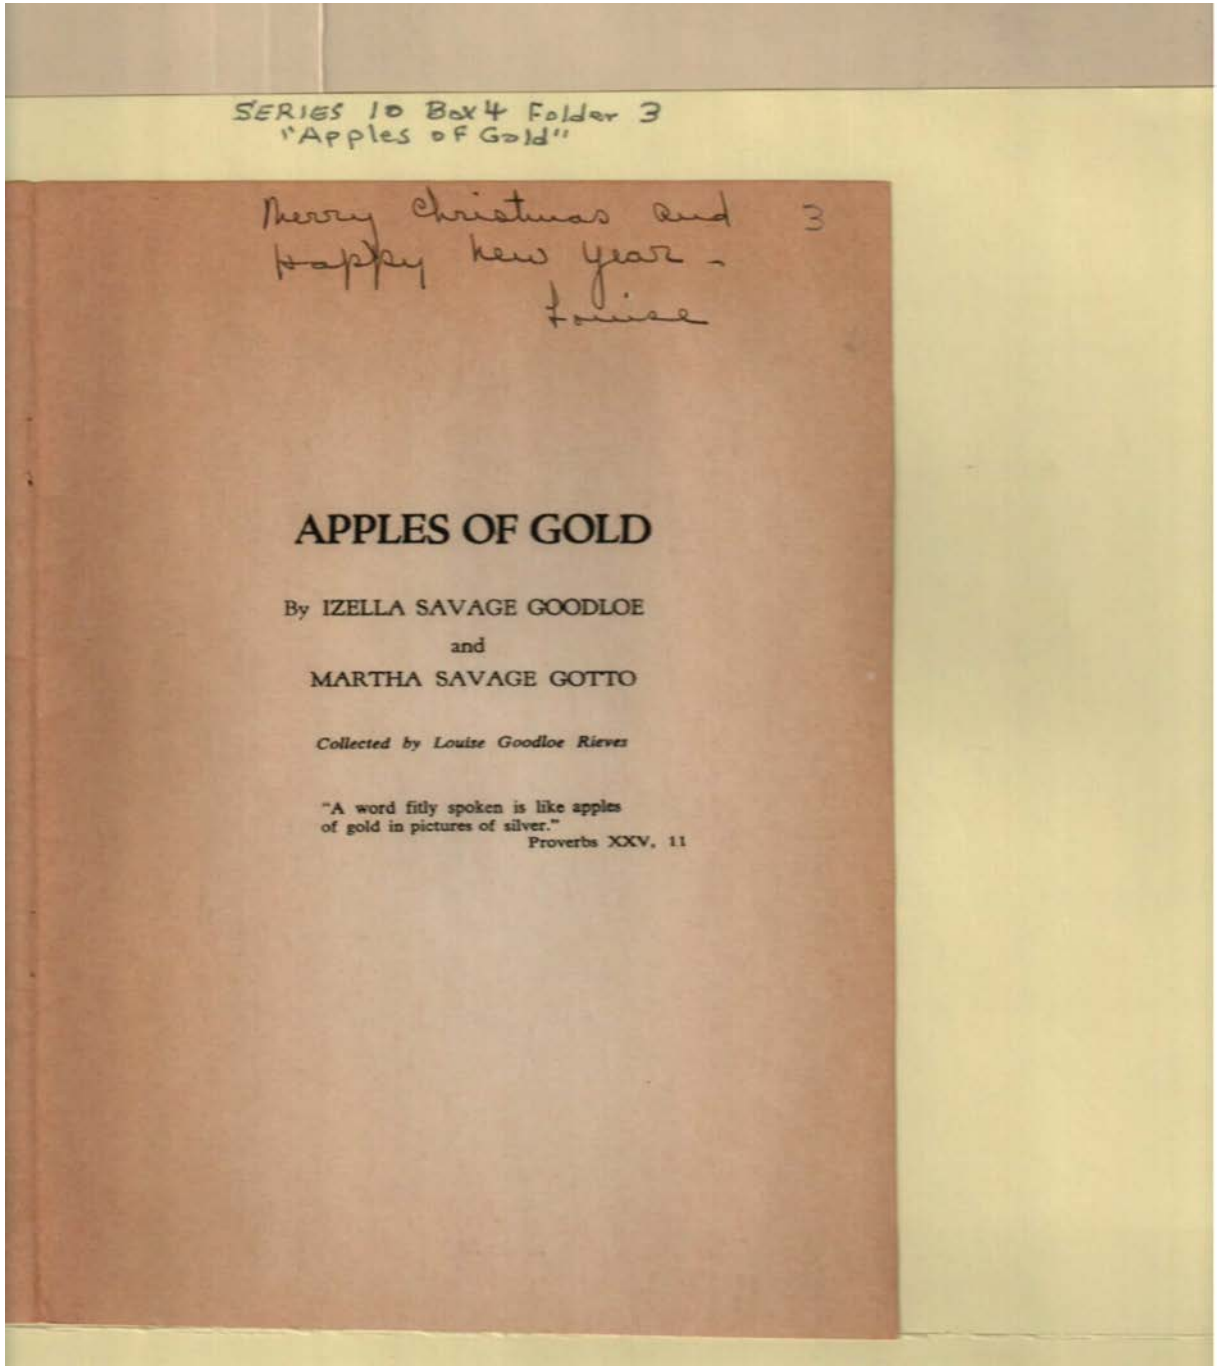 SERIES 10 Box 4 Folder 3
"Apples of Gold"
Merry Christmas and 3
Happy New Year -
Louise
APPLES OF GOLD
By IZELLA SAVAGE GOODLOE
and
MARTHA SAVAGE GOTTO
Collected by Louise Goodloe Rieves
"A word fitly spoken is like apples
of gold in pictures of silver."
Proverbs XXV, 11